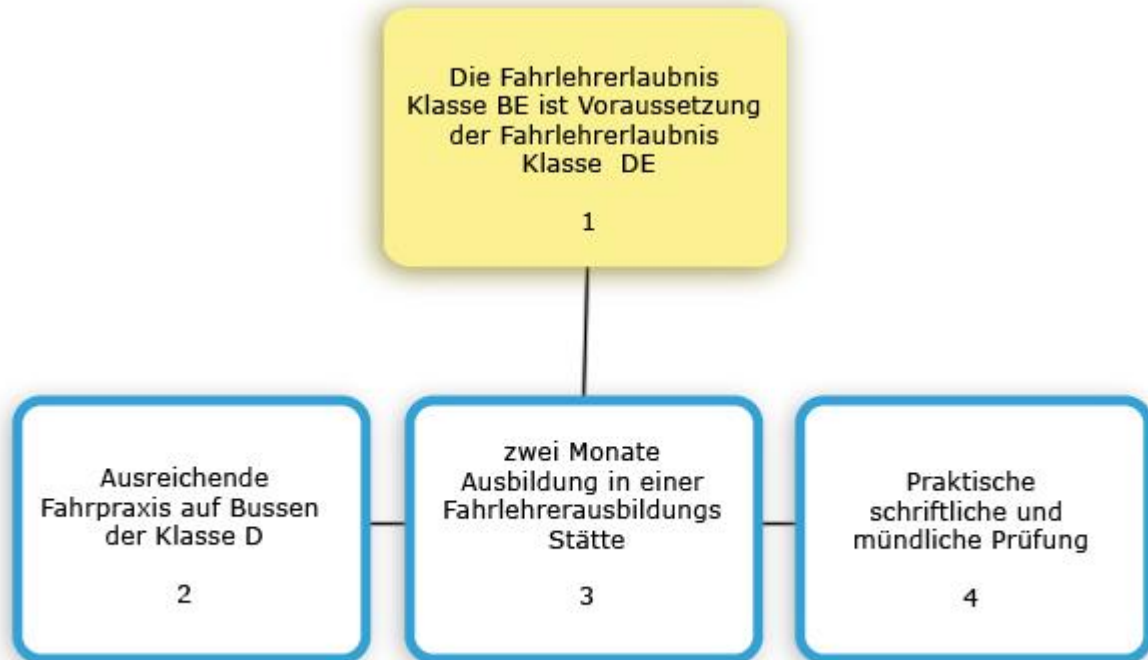 Die Fahrlehrerlaubnis
Klasse BE ist Voraussetzung
der Fahrlehrerlaubnis
Klasse DE
1
Ausreichende
Fahrpraxis auf Bussen
der Klasse D
2
zwei Monate
Ausbildung in einer
Fahrlehrerausbildungs
Stätte
3
Praktische
schriftliche und
mündliche Prüfung
4